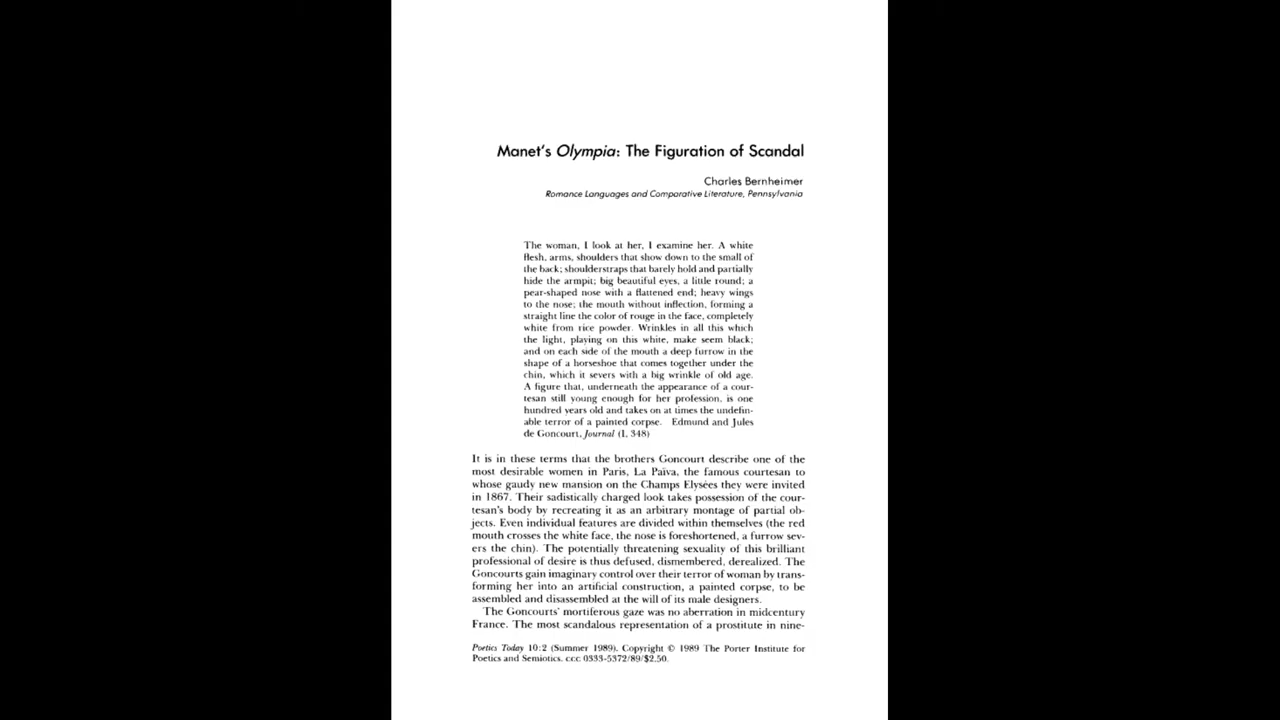 Manet's Olympia: The Figuration of Scandal
Charles Bernheimer
Romance Languages and Comparative Literature, Pennsylvania
The woman, I look at her, I examine her. A white
flesh, arms, shoulders that show down to the small of
the back; shoulderstraps that barely hold and partially
hide the armpit; big beautiful eyes, a little round; a
pear-shaped nose with a flattened end; heavy wings
to the nose; the mouth without inflection, forming a
straight line the color of rouge in the face, completely
white from rice powder. Wrinkles in all this which
the light, playing on this white, make seem black;
and on each side of the mouth a deep furrow in the
shape of a horseshoe that comes together under the
chin, which it severs with a big wrinkle of old age.
A figure that, underneath the appearance of a cour-
tesan still young enough for her profession, is one
hundred years old and takes on at times the undefin-
able terror of a painted corpse. Edmund and Jules
de Goncourt, Journal (I, 348)
It is in these terms that the brothers Goncourt describe one of the
most desirable women in Paris, La Païva, the famous courtesan to
whose gaudy new mansion on the Champs Elysées they were invited
in 1867. Their sadistically charged look takes possession of the cour-
tesan's body by recreating it as an arbitrary montage of partial ob-
jects. Even individual features are divided within themselves (the red
mouth crosses the white face, the nose is foreshortened, a furrow sev-
ers the chin). The potentially threatening sexuality of this brilliant
professional of desire is thus defused, dismembered, derealized. The
Goncourts gain imaginary control over their terror of woman by trans-
forming her into an artificial construction, a painted corpse, to be
assembled and disassembled at the will of its male designers.
The Goncourts' mortiferous gaze was no aberration in midcentury
France. The most scandalous representation of a prostitute in nine-
Poetics Today 10:2 (Summer 1989). Copyright © 1989 The Porter Institute for
Poetics and Semiotics. ccc 0333-5372/89/$2.50.